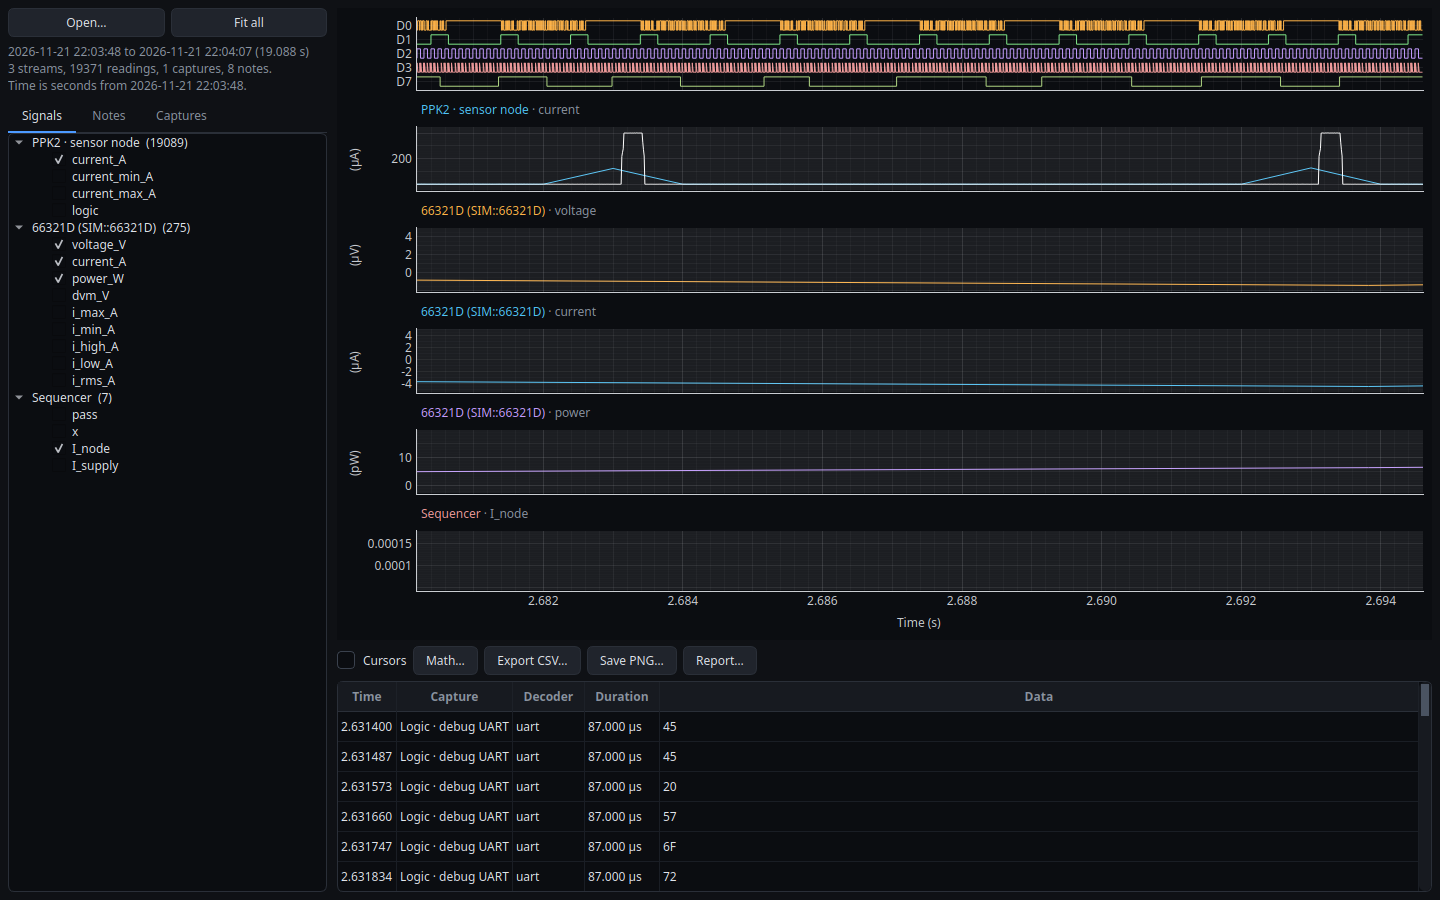 Open...
Fit all
2026-11-21 22:03:48 to 2026-11-21 22:04:07 (19.088 s)
3 streams, 19371 readings, 1 captures, 8 notes.
Time is seconds from 2026-11-21 22:03:48.
Signals
Notes
Captures
PPK2 · sensor node (19089)
current_A
current_min_A
current_max_A
logic
66321D (SIM::66321D) (275)
voltage_V
current_A
power_W
dvm_V
i_max_A
i_min_A
i_high_A
i_low_A
i_rms_A
Sequencer (7)
pass
x
I_node
I_supply
D0
D1
D2
D3
D7
PPK2 · sensor node · current
(µA)
200
66321D (SIM::66321D) · voltage
(µV)
4
2
0
66321D (SIM::66321D) · current
(µA)
4
2
0
-2
-4
66321D (SIM::66321D) · power
(pW)
10
0
Sequencer · I_node
0.00015
0.0001
2.682 2.684 2.686 2.688 2.690 2.692 2.694
Time (s)
Cursors
Math...
Export CSV...
Save PNG...
Report...
Time Capture Decoder Duration Data
2.631400 Logic · debug UART uart 87.000 µs 45
2.631487 Logic · debug UART uart 87.000 µs 45
2.631573 Logic · debug UART uart 87.000 µs 20
2.631660 Logic · debug UART uart 87.000 µs 57
2.631747 Logic · debug UART uart 87.000 µs 6F
2.631834 Logic · debug UART uart 87.000 µs 72